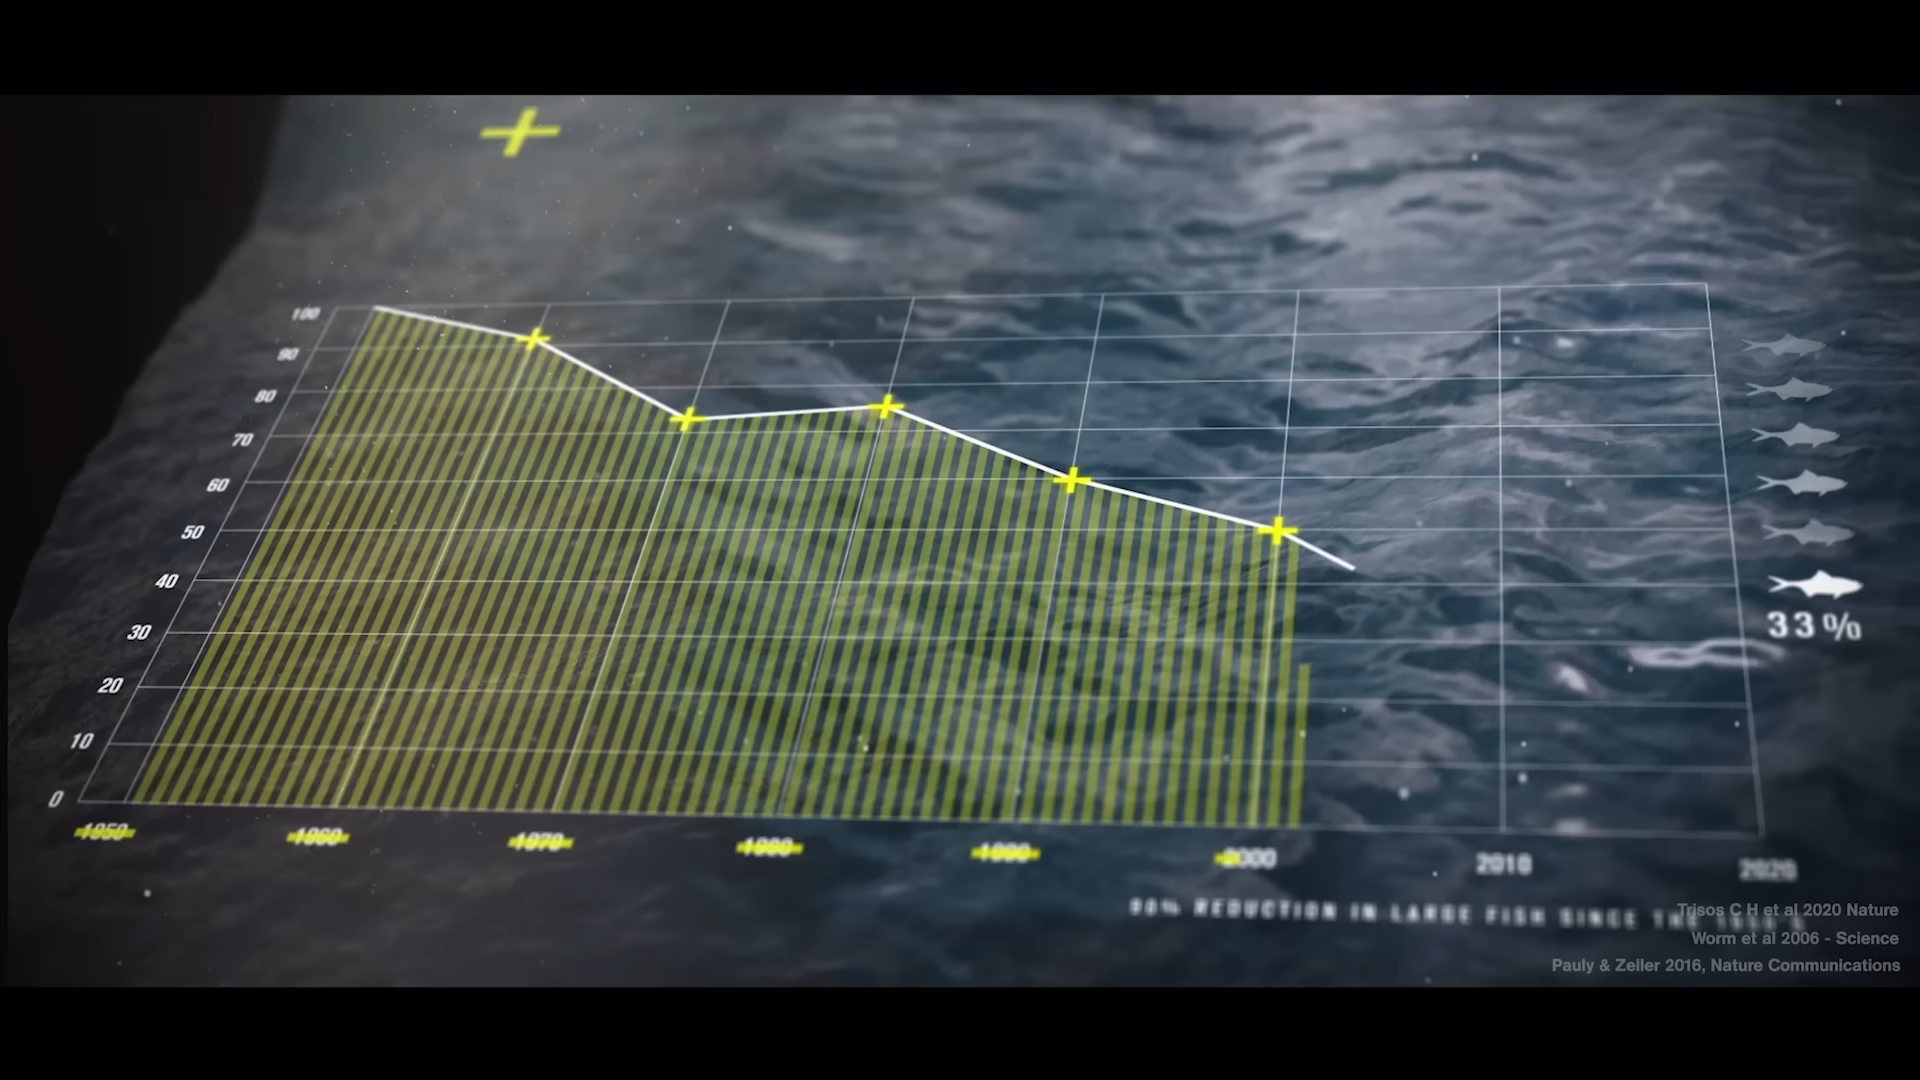 100
90
80
70
60
50
40
30
20
10
0
33%
1950 1960 1970 1980 1990 2000 2010 2020
REDUCTION IN LARGE FISH SINCE THE
Trisos C H et al 2020 Nature
Worm et al 2006 - Science
Pauly & Zeller 2016, Nature Communications